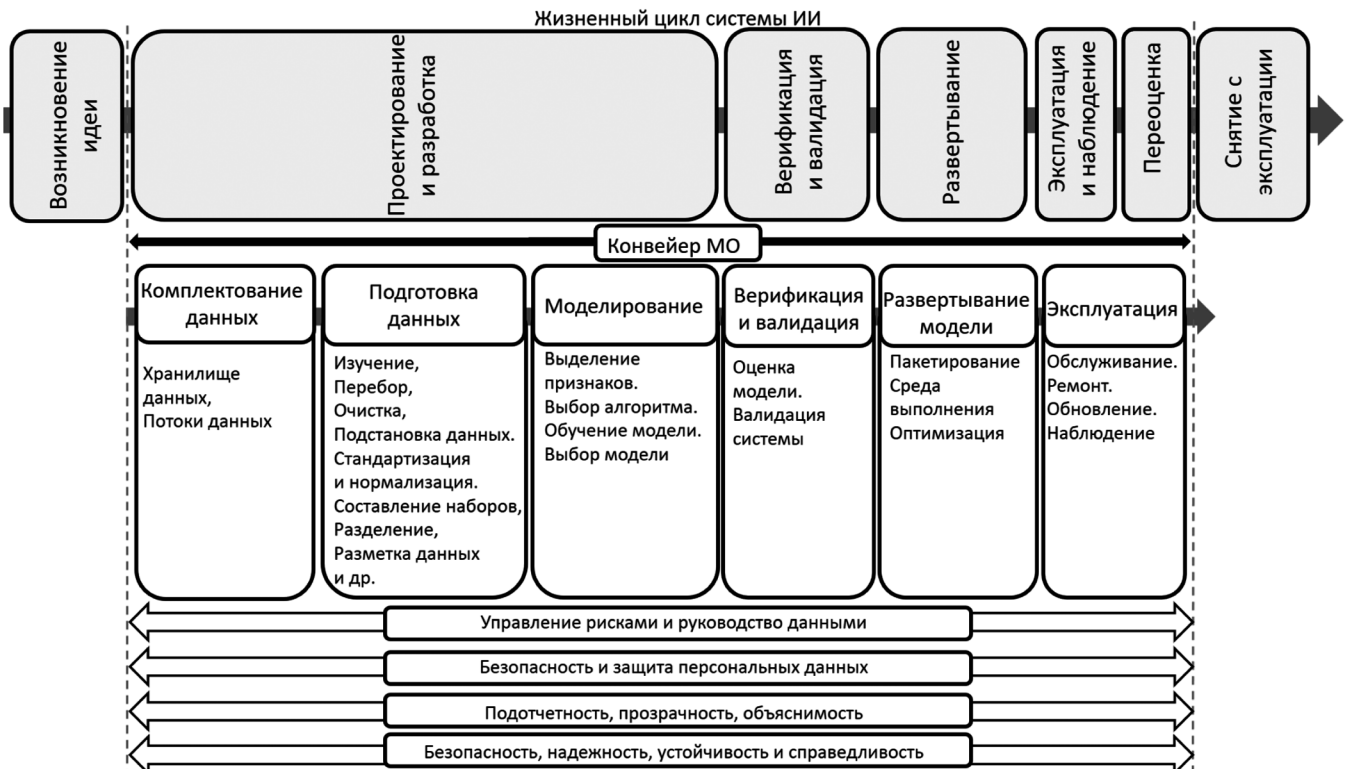 Жизненный цикл системы ИИ
Возникновение
идеи
Проектирование
и разработка
Верификация
и валидация
Развертывание
Эксплуатация
и наблюдение
Переоценка
Снятие с
эксплуатации
Конвейер МО
Комплектование
данных
Хранилище
данных,
Потоки данных
Подготовка
данных
Изучение,
Перебор,
Очистка,
Подстановка данных.
Стандартизация
и нормализация.
Составление наборов,
Разделение,
Разметка данных
и др.
Моделирование
Выделение
признаков.
Выбор алгоритма.
Обучение модели.
Выбор модели
Верификация
и валидация
Оценка
модели.
Валидация
системы
Развертывание
модели
Пакетирование
Среда
выполнения
Оптимизация
Эксплуатация
Обслуживание.
Ремонт.
Обновление.
Наблюдение
Управление рисками и руководство данными
Безопасность и защита персональных данных
Подотчетность, прозрачность, объяснимость
Безопасность, надежность, устойчивость и справедливость